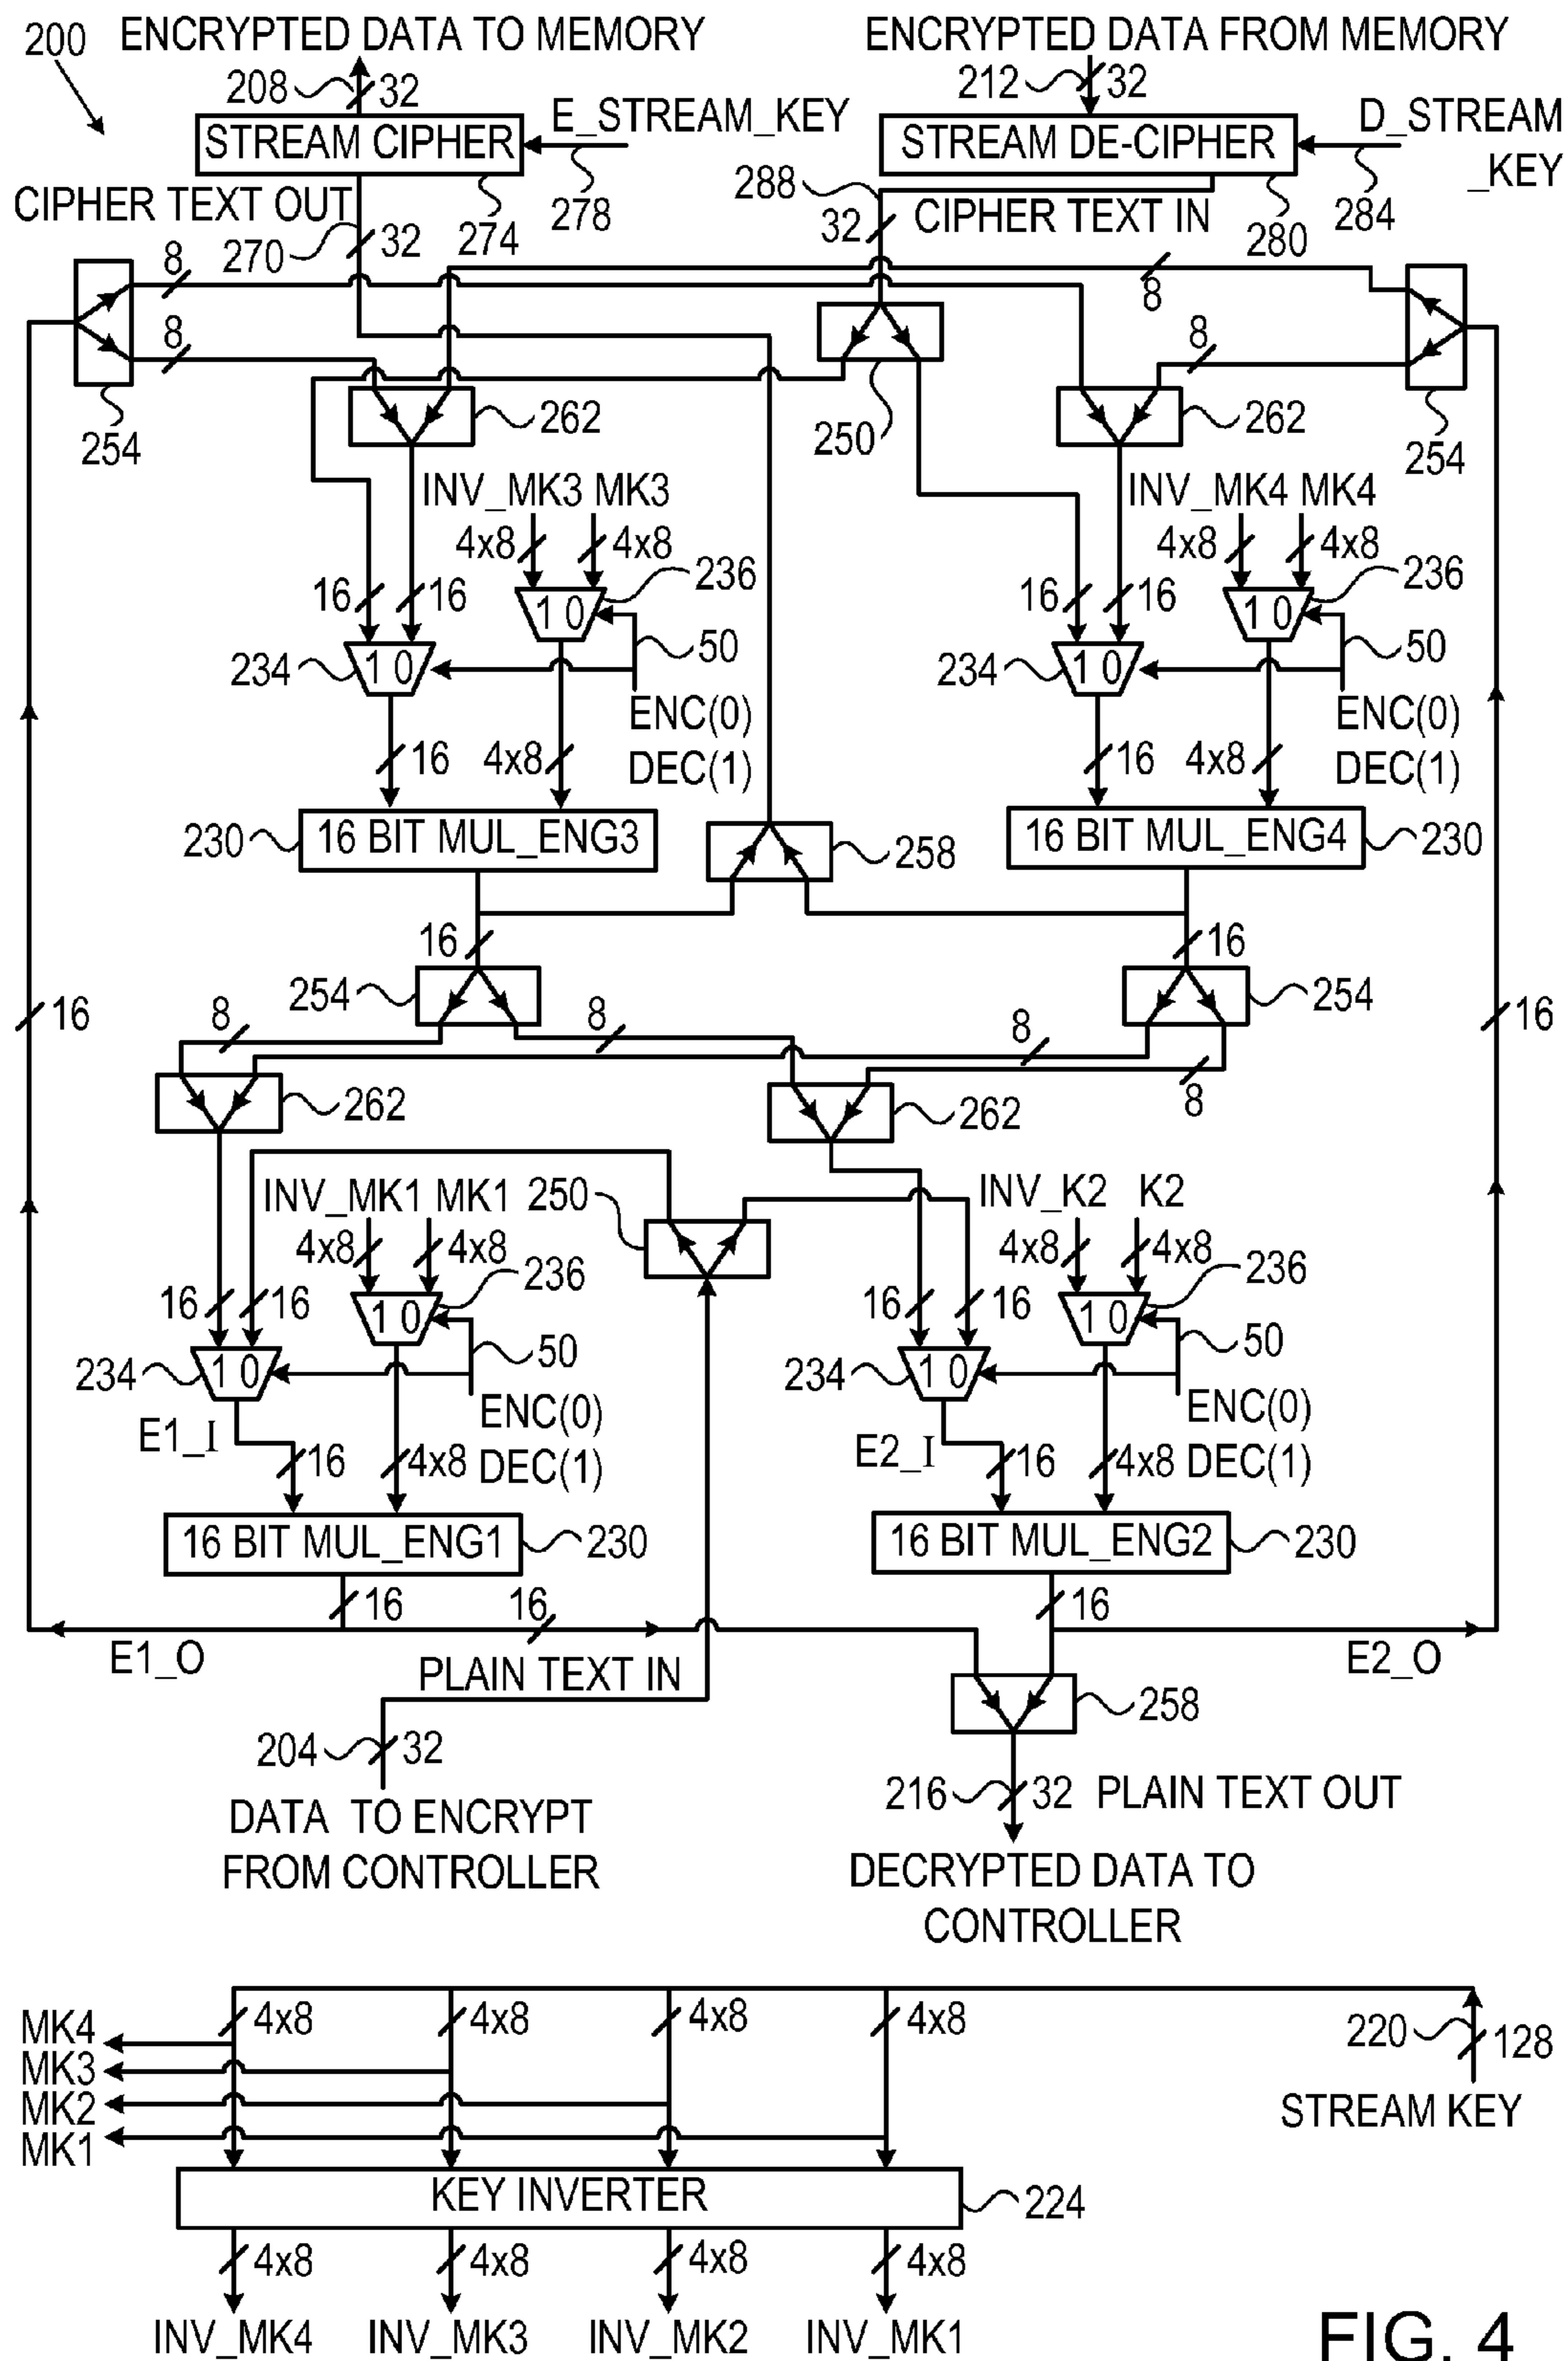 200
ENCRYPTED DATA TO MEMORY
ENCRYPTED DATA FROM MEMORY
208
32
212
32
STREAM CIPHER
E_STREAM_KEY
STREAM DE-CIPHER
D_STREAM
_KEY
CIPHER TEXT OUT
274
278
288
CIPHER TEXT IN
280
284
270
32
32
8
8
8
8
254
262
250
262
254
INV_MK3 MK3
INV_MK4 MK4
4x8
4x8
4x8
4x8
236
236
16
16
1 0
16
16
1 0
50
50
234
1 0
234
1 0
ENC(0)
DEC(1)
ENC(0)
DEC(1)
16
4x8
16
4x8
230
16 BIT MUL_ENG3
258
16 BIT MUL_ENG4
230
16
16
254
254
16
16
8
8
8
8
262
262
INV_MK1 MK1
250
INV_K2 K2
4x8
4x8
4x8
4x8
236
236
16
16
1 0
16
16
1 0
50
50
234
1 0
234
1 0
ENC(0)
DEC(1)
ENC(0)
DEC(1)
E1_I
16
4x8
E2_I
16
4x8
16 BIT MUL_ENG1
230
16 BIT MUL_ENG2
230
16
16
16
E1_O
E2_O
PLAIN TEXT IN
258
204
32
216
32
PLAIN TEXT OUT
DATA TO ENCRYPT
FROM CONTROLLER
DECRYPTED DATA TO
CONTROLLER
MK4
MK3
MK2
MK1
4x8
4x8
4x8
4x8
220
128
STREAM KEY
KEY INVERTER
224
4x8
4x8
4x8
4x8
INV_MK4
INV_MK3
INV_MK2
INV_MK1
FIG. 4